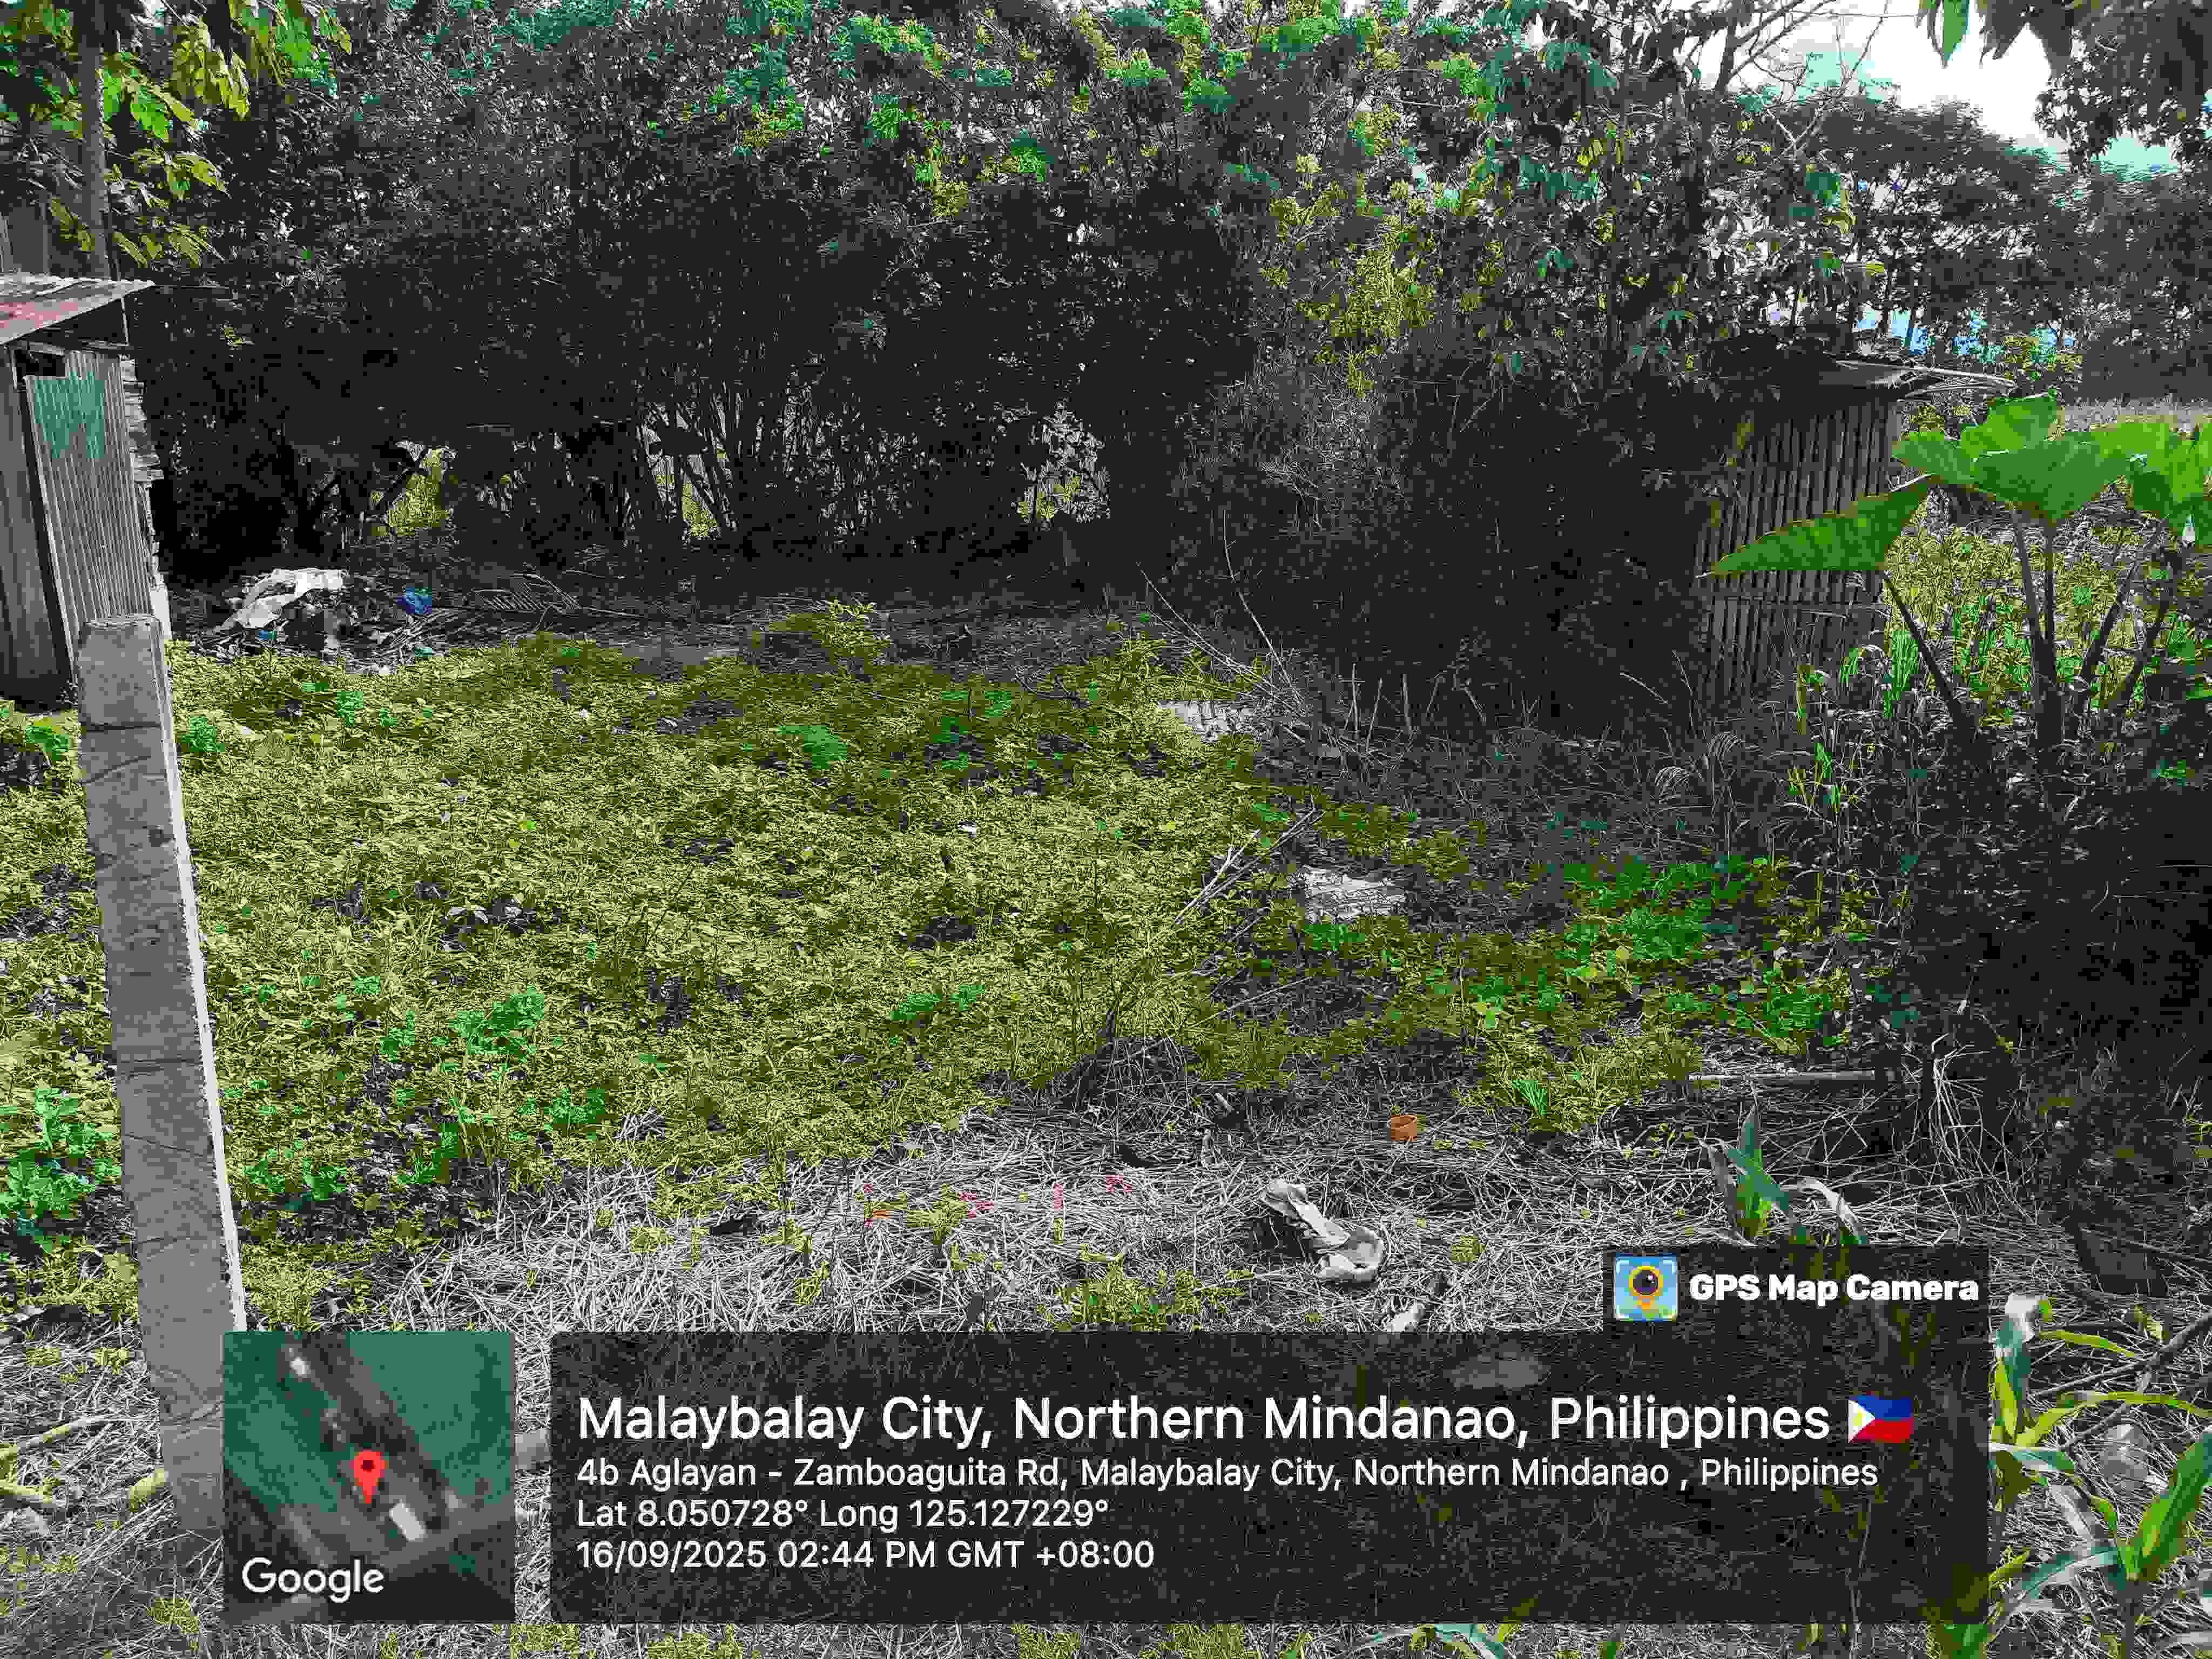 GPS Map Camera
Malaybalay City, Northern Mindanao, Philippines 🇵🇭
4b Aglayan - Zamboaguita Rd, Malaybalay City, Northern Mindanao , Philippines
Lat 8.050728° Long 125.127229°
16/09/2025 02:44 PM GMT +08:00
Google